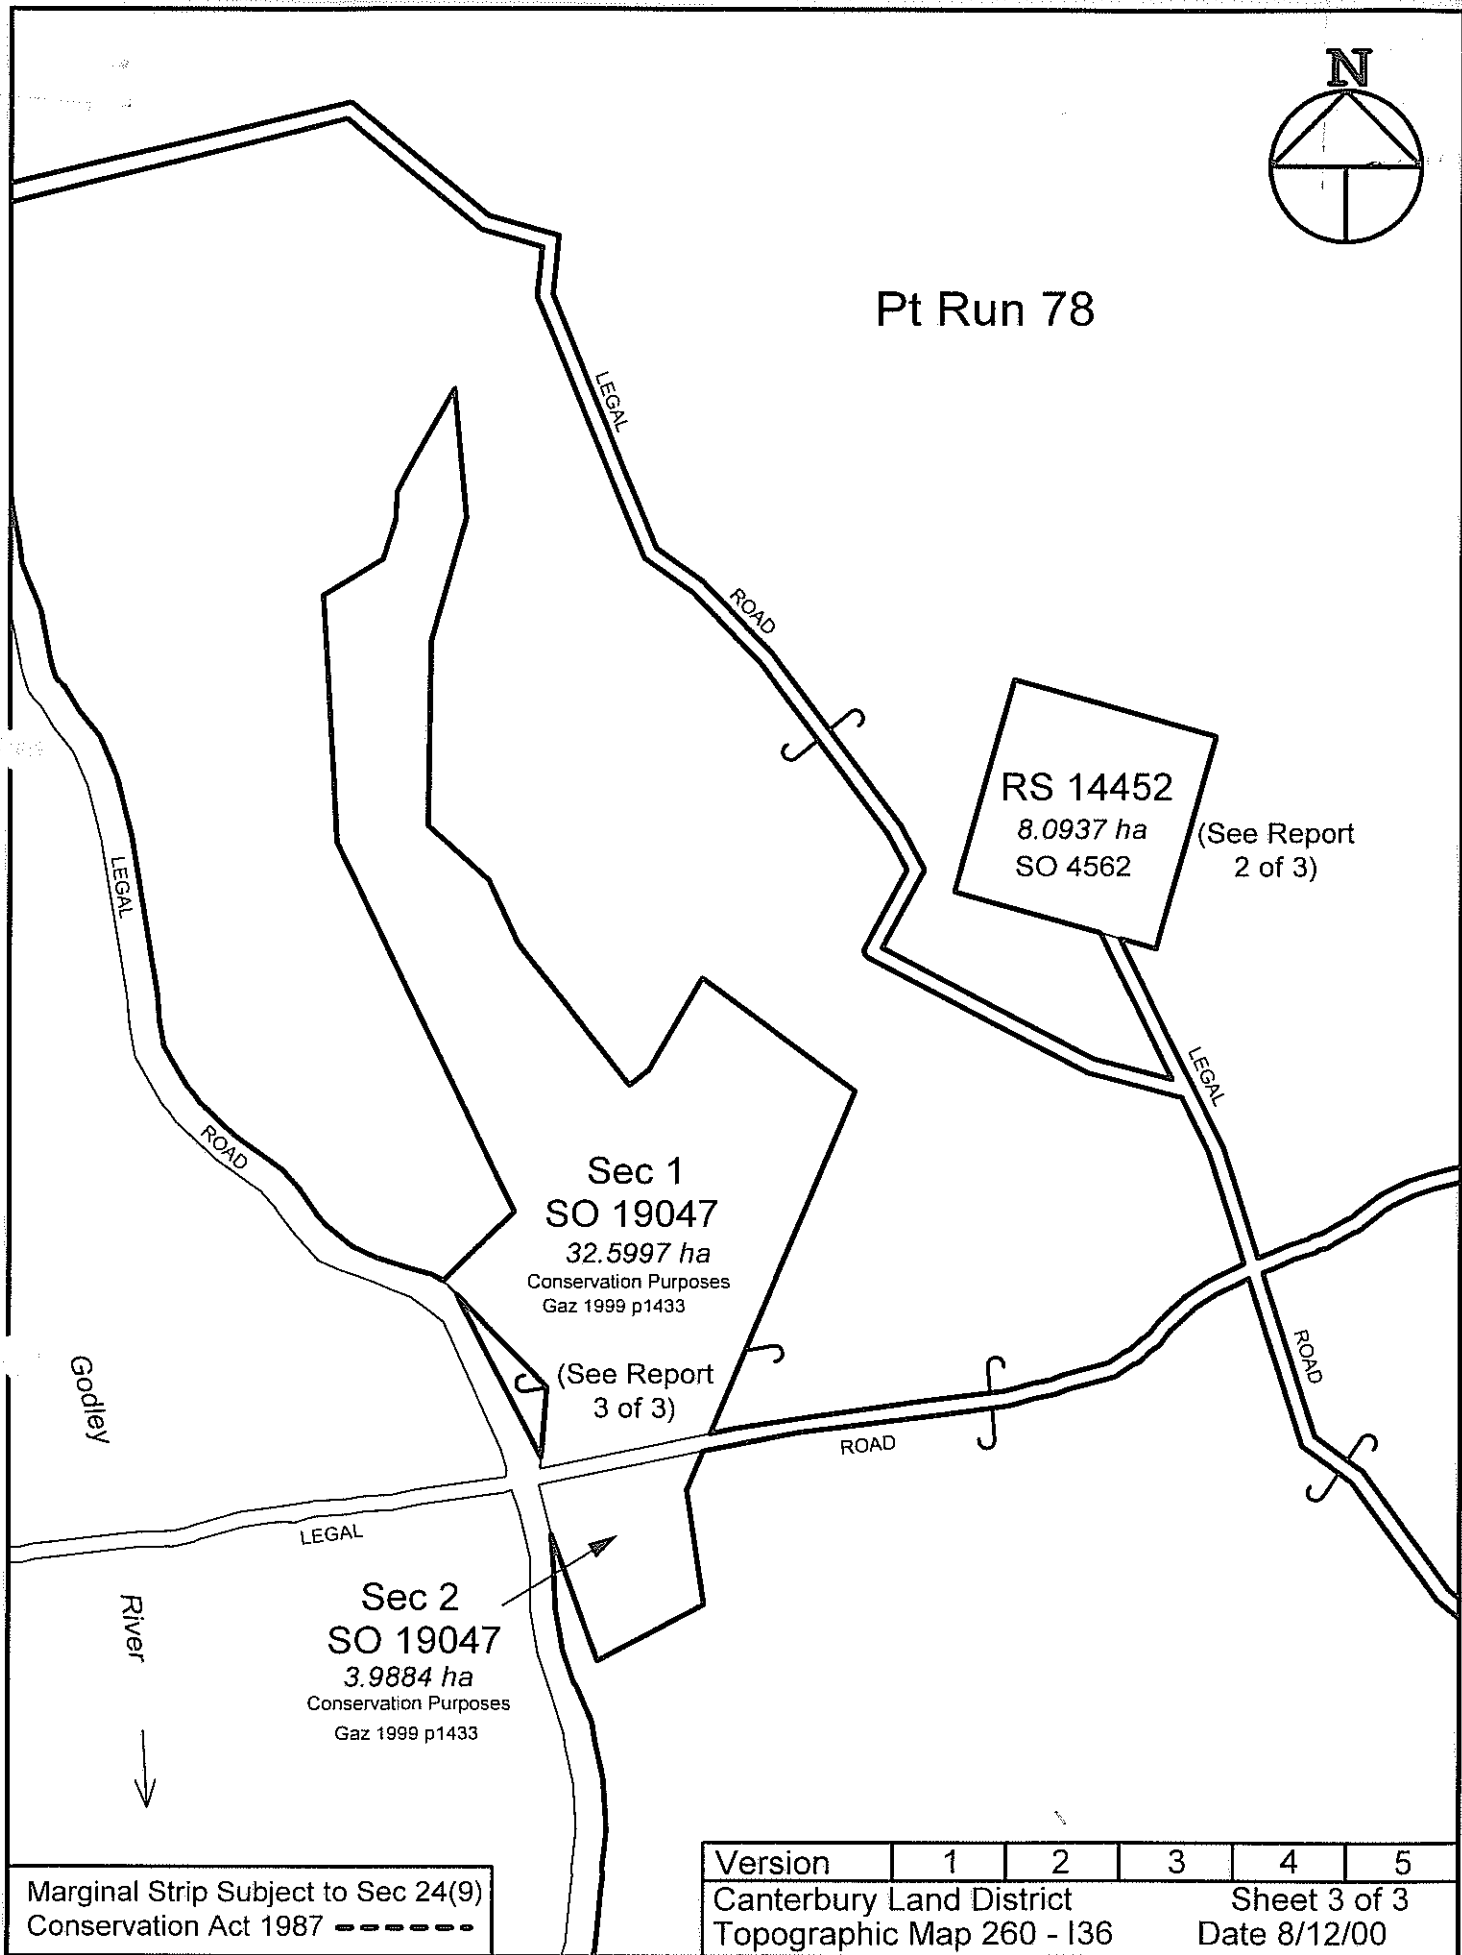 N
Pt Run 78
LEGAL
ROAD
RS 14452
8.0937 ha
SO 4562
(See Report
2 of 3)
LEGAL
ROAD
LEGAL
ROAD
Sec 1
SO 19047
32.5997 ha
Conservation Purposes
Gaz 1999 p1433
(See Report
3 of 3)
ROAD
LEGAL
Godley
River
Sec 2
SO 19047
3.9884 ha
Conservation Purposes
Gaz 1999 p1433
Marginal Strip Subject to Sec 24(9)
Conservation Act 1987
Version 1 2 3 4 5
Canterbury Land District Sheet 3 of 3
Topographic Map 260 - I36 Date 8/12/00